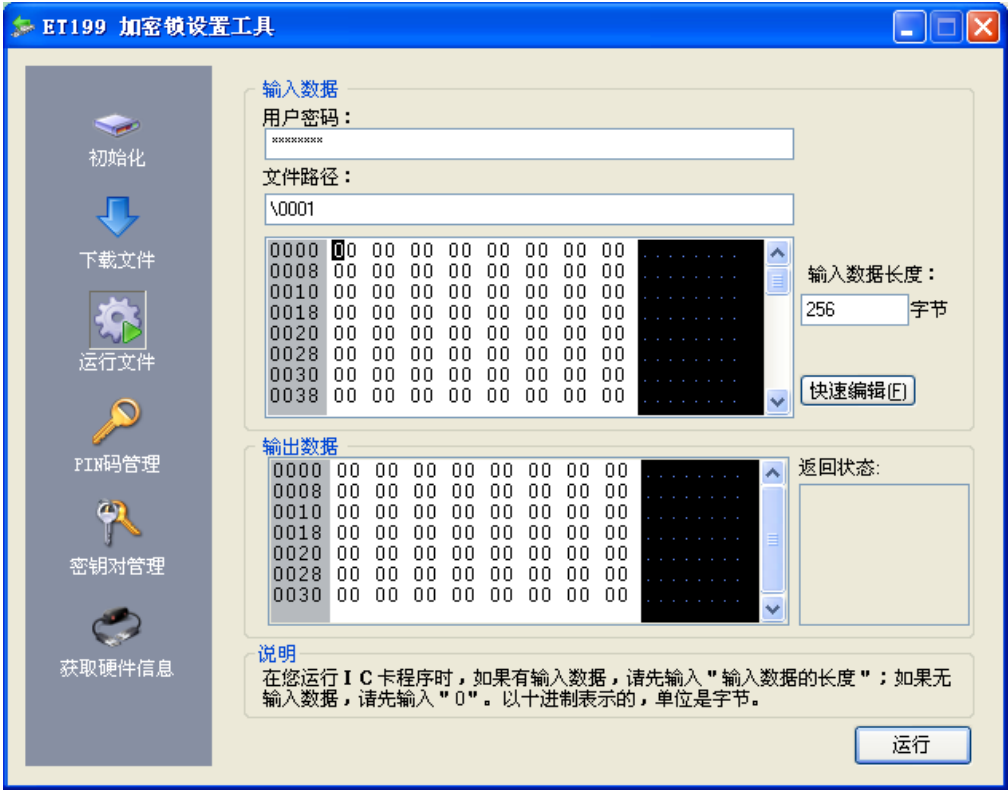 ET199 加密锁设置工具
初始化
下载文件
运行文件
PIN码管理
密钥对管理
获取硬件信息
输入数据
用户密码：
********
文件路径：
\0001
0000 00 00 00 00 00 00 00 00 ........
0008 00 00 00 00 00 00 00 00 ........
0010 00 00 00 00 00 00 00 00 ........
0018 00 00 00 00 00 00 00 00 ........
0020 00 00 00 00 00 00 00 00 ........
0028 00 00 00 00 00 00 00 00 ........
0030 00 00 00 00 00 00 00 00 ........
0038 00 00 00 00 00 00 00 00 ........
输入数据长度：
256 字节
快速编辑(F)
输出数据
0000 00 00 00 00 00 00 00 00 ........
0008 00 00 00 00 00 00 00 00 ........
0010 00 00 00 00 00 00 00 00 ........
0018 00 00 00 00 00 00 00 00 ........
0020 00 00 00 00 00 00 00 00 ........
0028 00 00 00 00 00 00 00 00 ........
0030 00 00 00 00 00 00 00 00 ........
返回状态:
说明
在您运行IC卡程序时，如果有输入数据，请先输入"输入数据的长度"；如果无
输入数据，请先输入"0"。以十进制表示的，单位是字节。
运行